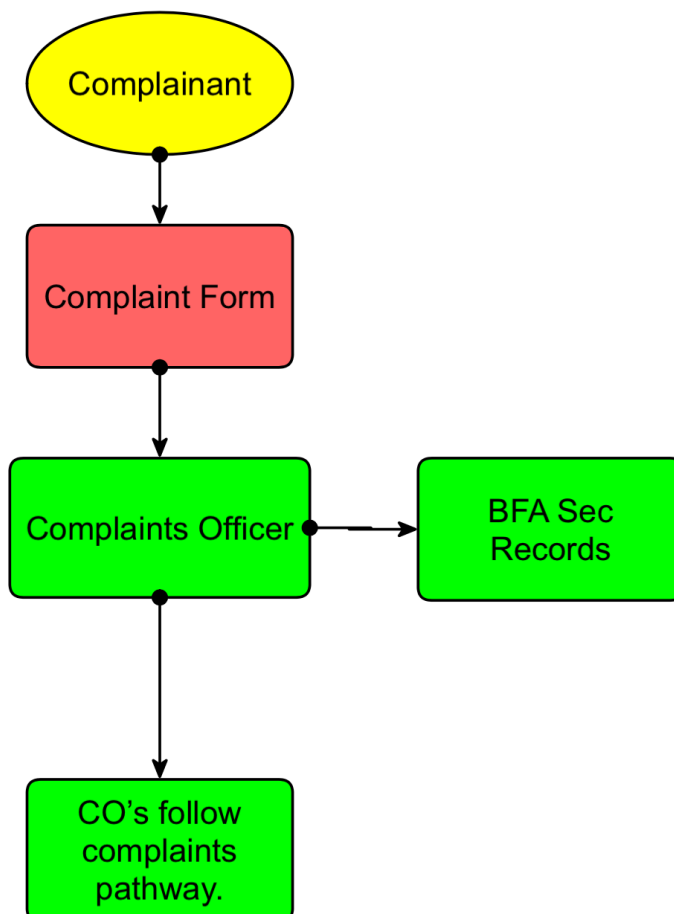 Complainant
Complaint Form
Complaints Officer
BFA Sec
Records
CO’s follow
complaints
pathway.